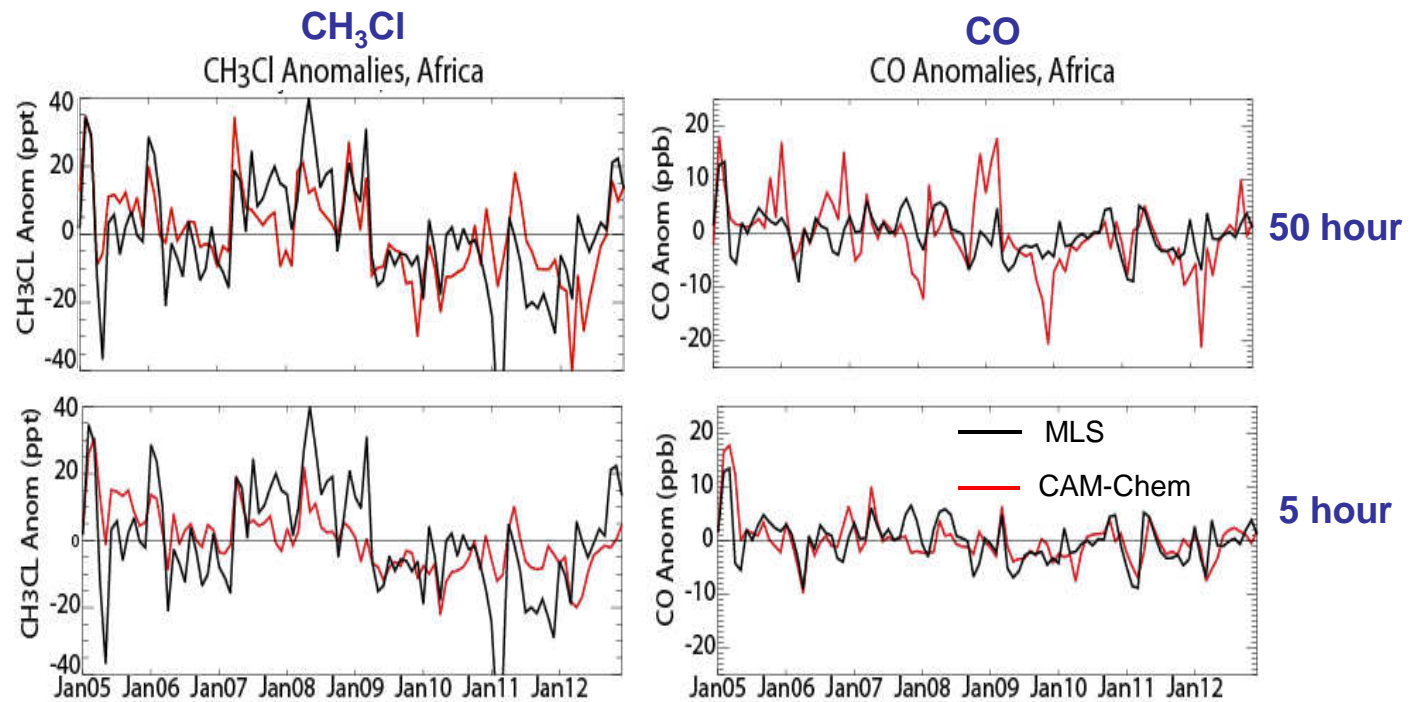 CH₃Cl
CO
CH3Cl Anomalies, Africa
CO Anomalies, Africa
CH3CL Anom (ppt)
40
20
0
-20
-40
CO Anom (ppb)
20
10
0
-10
-20
50 hour
CH3CL Anom (ppt)
40
20
0
-20
-40
Jan05 Jan06 Jan07 Jan08 Jan09 Jan10 Jan11 Jan12
CO Anom (ppb)
20
10
0
-10
-20
Jan05 Jan06 Jan07 Jan08 Jan09 Jan10 Jan11 Jan12
MLS
CAM-Chem
5 hour